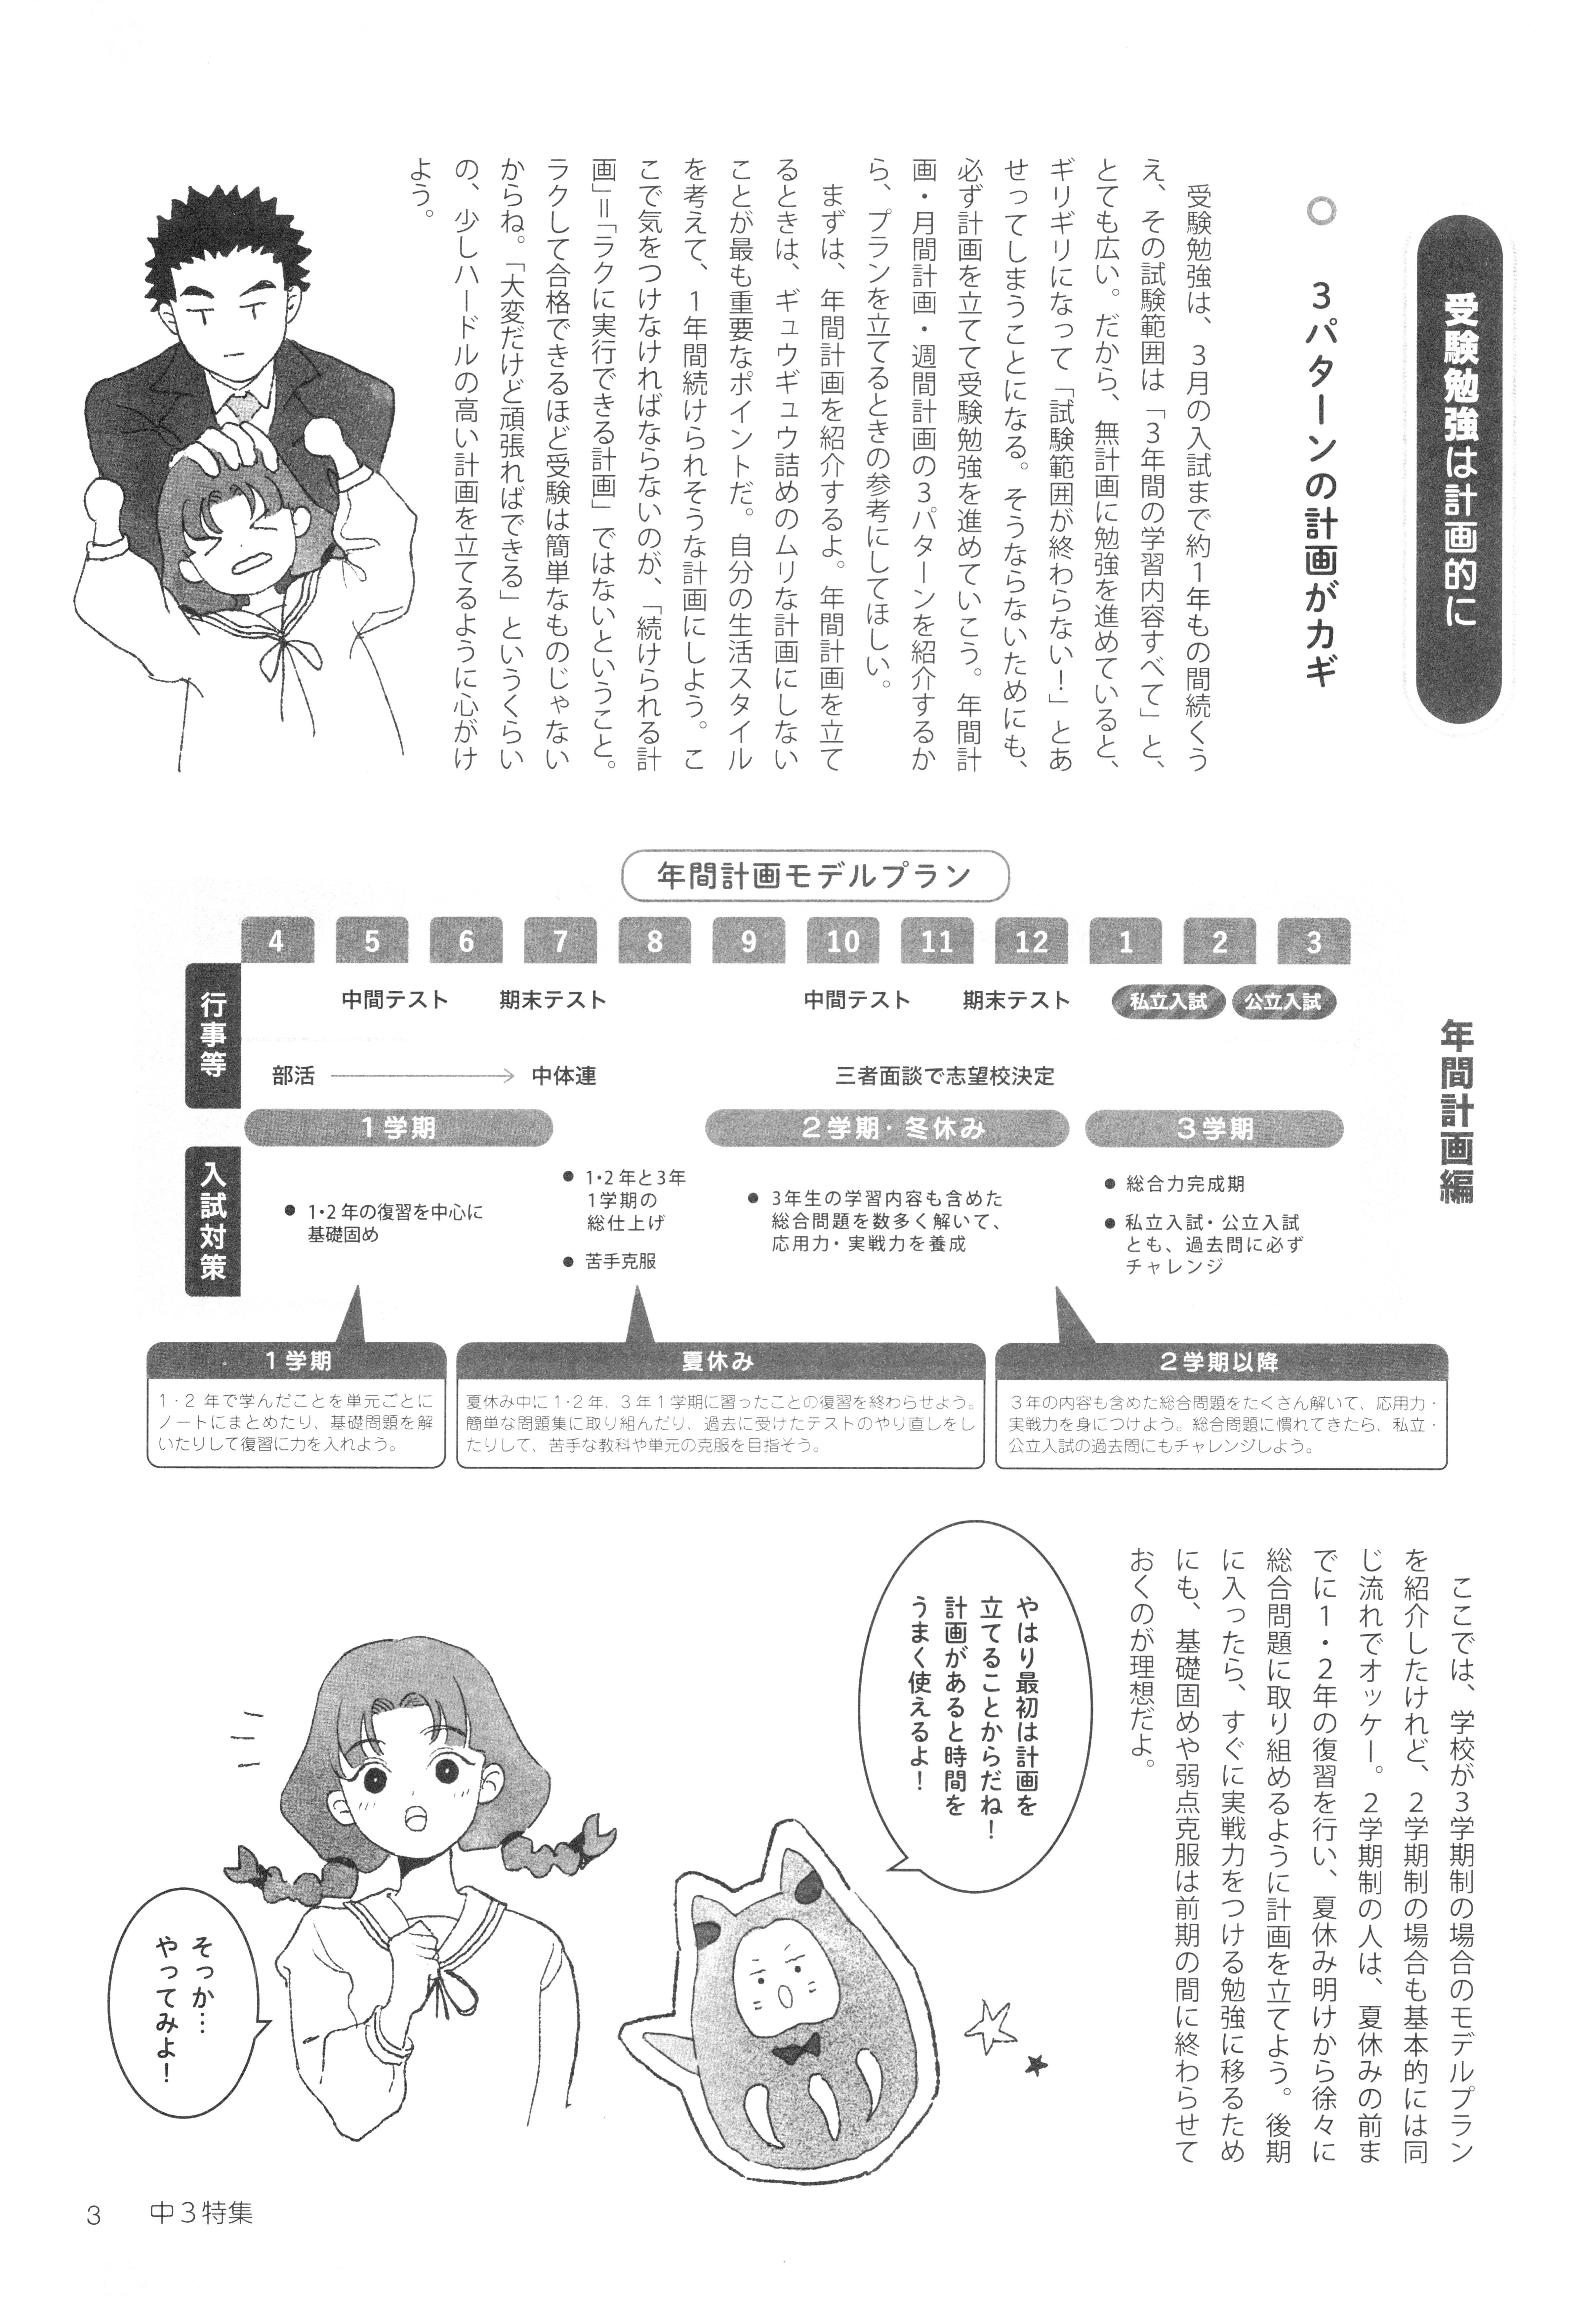 受験勉強は計画的に
3パターンの計画がカギ
　受験勉強は、3月の入試まで約1年もの間続くう
え、その試験範囲は「3年間の学習内容すべて」と、
とても広い。だから、無計画に勉強を進めていると、
ギリギリになって「試験範囲が終わらない！」とあ
せってしまうことになる。そうならないためにも、
必ず計画を立てて受験勉強を進めていこう。年間計
画・月間計画・週間計画の3パターンを紹介するか
ら、プランを立てるときの参考にしてほしい。
　まずは、年間計画を紹介するよ。年間計画を立て
るときは、ギュウギュウ詰めのムリな計画にしない
ことが最も重要なポイントだ。自分の生活スタイル
を考えて、1年間続けられそうな計画にしよう。こ
こで気をつけなければならないのが、「続けられる計
画」＝「ラクに実行できる計画」ではないということ。
ラクして合格できるほど受験は簡単なものじゃない
からね。「大変だけど頑張ればできる」というくらい
の、少しハードルの高い計画を立てるように心がけ
よう。
年間計画編
年間計画モデルプラン
4 5 6 7 8 9 10 11 12 1 2 3
行事等
中間テスト 期末テスト 中間テスト 期末テスト 私立入試 公立入試
部活 → 中体連 三者面談で志望校決定
1学期 2学期・冬休み 3学期
入試対策
● 1・2年の復習を中心に
基礎固め
● 1・2年と3年
1学期の
総仕上げ
● 苦手克服
● 3年生の学習内容も含めた
総合問題を数多く解いて、
応用力・実戦力を養成
● 総合力完成期
● 私立入試・公立入試
とも、過去問に必ず
チャレンジ
1学期
1・2年で学んだことを単元ごとに
ノートにまとめたり、基礎問題を解
いたりして復習に力を入れよう。
夏休み
夏休み中に1・2年、3年1学期に習ったことの復習を終わらせよう。
簡単な問題集に取り組んだり、過去に受けたテストのやり直しをし
たりして、苦手な教科や単元の克服を目指そう。
2学期以降
3年の内容も含めた総合問題をたくさん解いて、応用力・
実戦力を身につけよう。総合問題に慣れてきたら、私立・
公立入試の過去問にもチャレンジしよう。
　ここでは、学校が3学期制の場合のモデルプラン
を紹介したけれど、2学期制の場合も基本的には同
じ流れでオッケー。2学期制の人は、夏休みの前ま
でに1・2年の復習を行い、夏休み明けから徐々に
総合問題に取り組めるように計画を立てよう。後期
に入ったら、すぐに実戦力をつける勉強に移るため
にも、基礎固めや弱点克服は前期の間に終わらせて
おくのが理想だよ。
やはり最初は計画を
立てることからだね！
計画があると時間を
うまく使えるよ！
そっか…
やってみよ！
3 中3特集